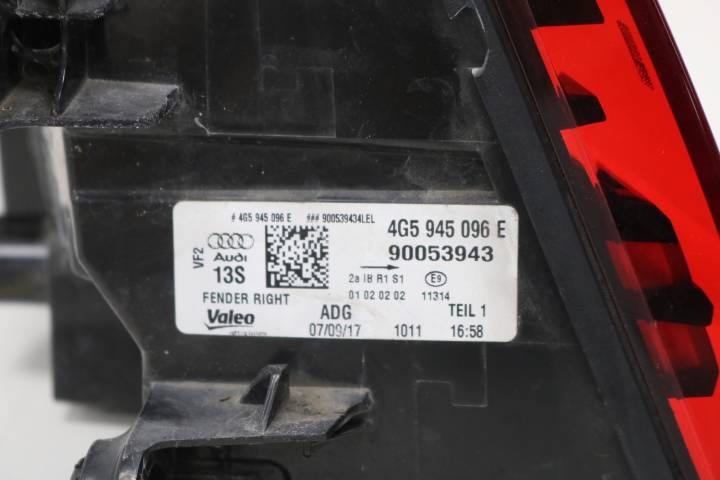 # 4G5 945 096 E ### 900539434LEL
4G5 945 096 E
90053943
VF2
Audi
13S
2a IB R1 S1
E9
01 02 02 02 11314
FENDER RIGHT
Valeo
ADG
TEIL 1
07/09/17 1011 16:58